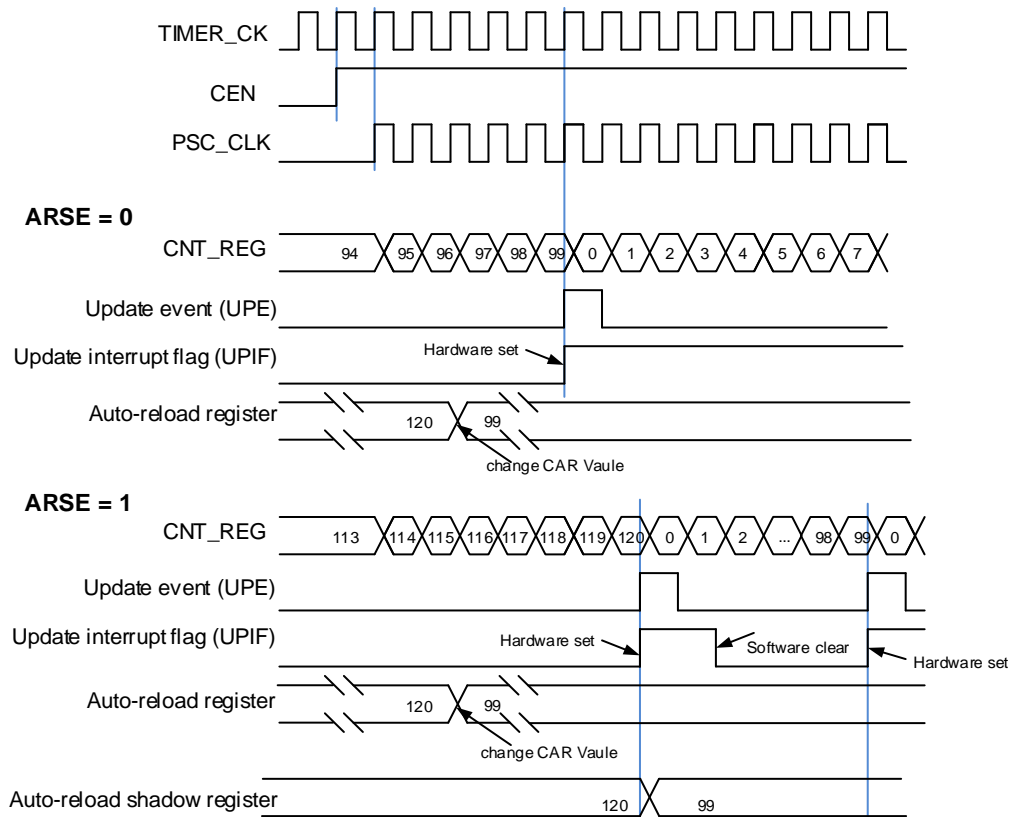 TIMER_CK
CEN
PSC_CLK
ARSE = 0
CNT_REG 94 95 96 97 98 99 0 1 2 3 4 5 6 7
Update event (UPE)
Update interrupt flag (UPIF) Hardware set
Auto-reload register 120 99
change CAR Vaule
ARSE = 1
CNT_REG 113 114 115 116 117 118 119 120 0 1 2 ... 98 99 0
Update event (UPE)
Update interrupt flag (UPIF) Hardware set Software clear Hardware set
Auto-reload register 120 99
change CAR Vaule
Auto-reload shadow register 120 99